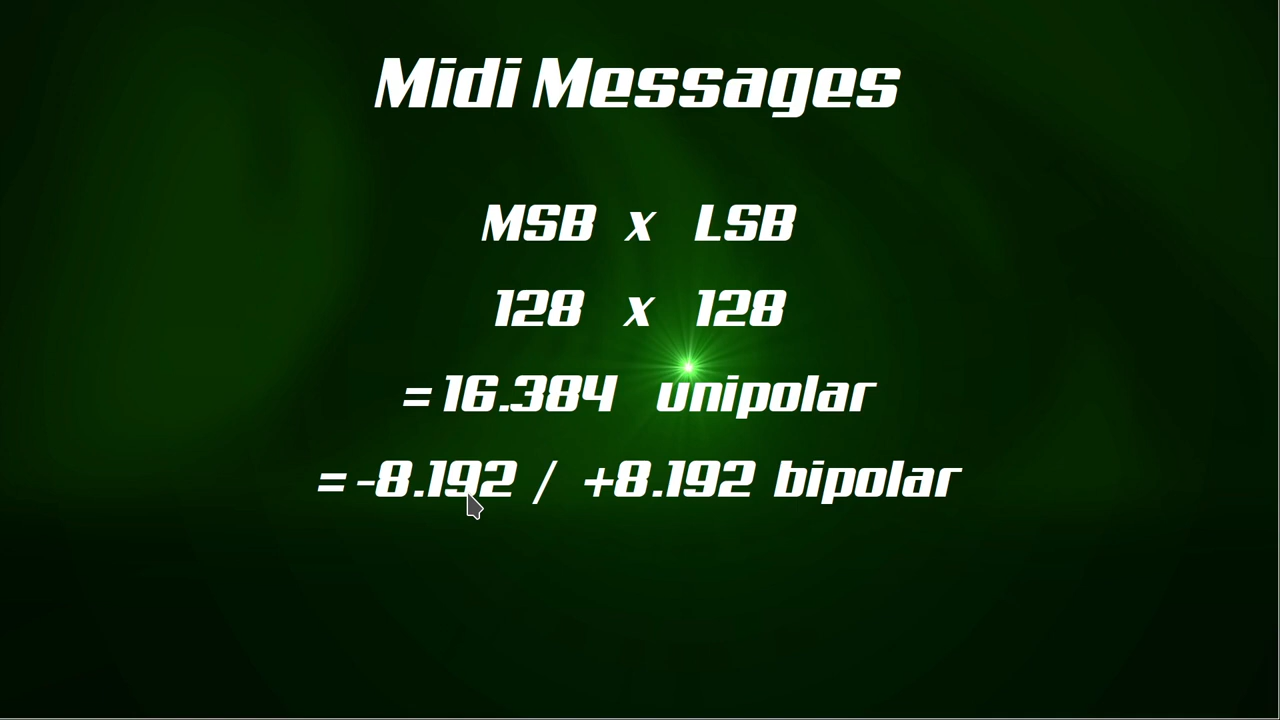 Midi Messages
MSB x LSB
128 x 128
= 16.384 unipolar
= -8.192 / +8.192 bipolar